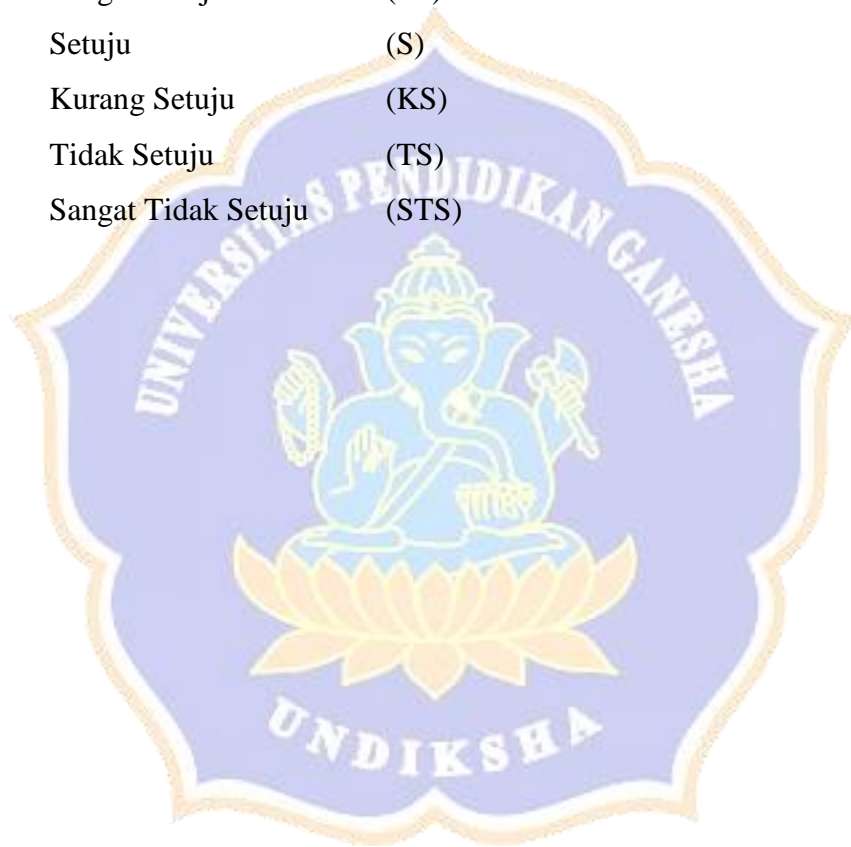 Setuju (S)
Kurang Setuju (KS)
Tidak Setuju (TS)
Sangat Tidak Setuju (STS)
UNIVERSITAS PENDIDIKAN GANESHA
UNDIKSHA